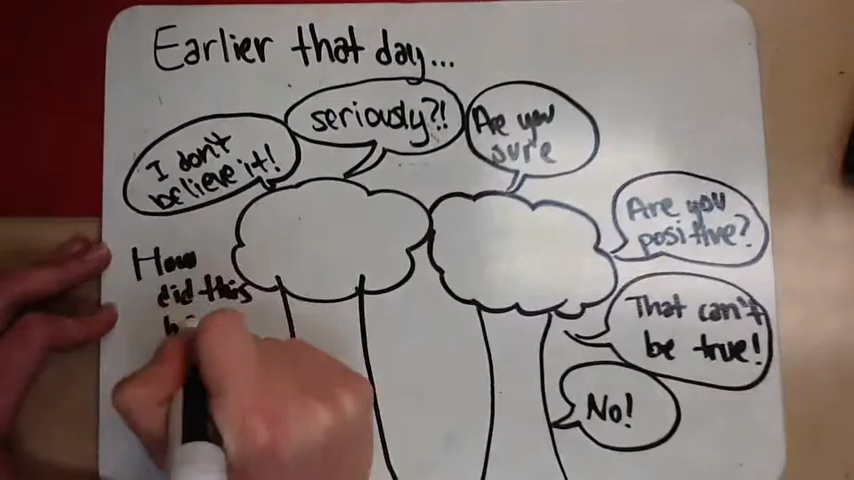 Earlier that day...
I don't
believe it!
seriously?!
Are you
sure
Are you
positive?
That can't
be true!
No!
How
did this